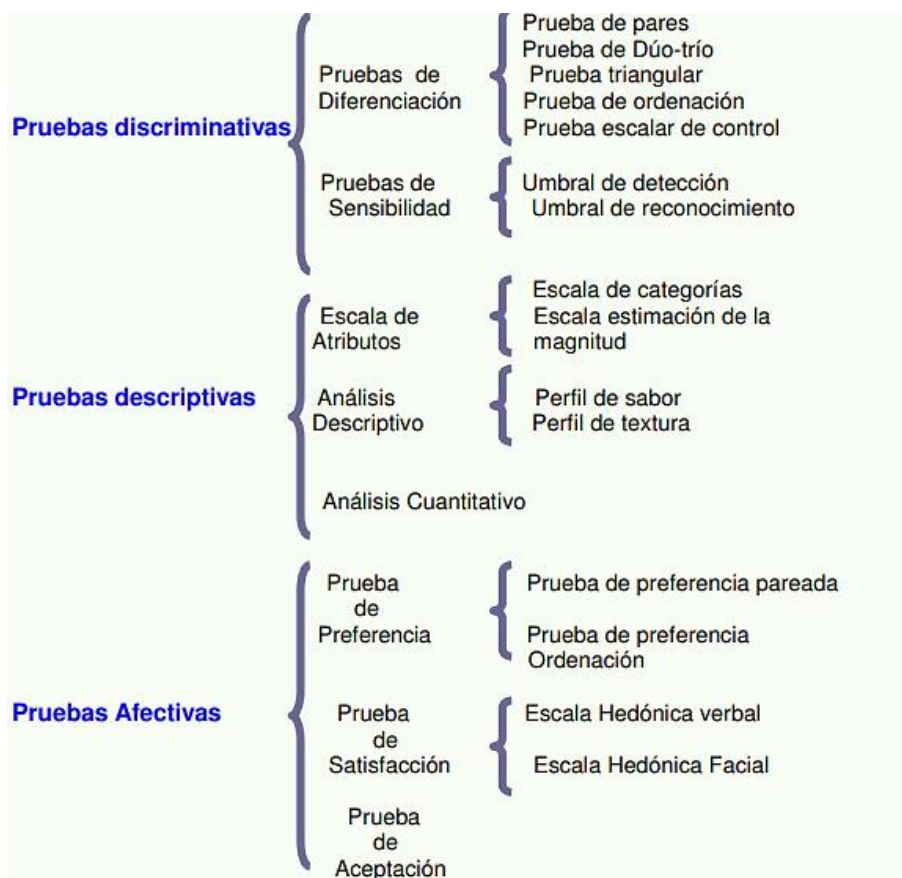 Pruebas discriminativas
Pruebas de
Diferenciación
Prueba de pares
Prueba de Dúo-trío
Prueba triangular
Prueba de ordenación
Prueba escalar de control
Pruebas de
Sensibilidad
Umbral de detección
Umbral de reconocimiento
Pruebas descriptivas
Escala de
Atributos
Escala de categorías
Escala estimación de la
magnitud
Análisis
Descriptivo
Perfil de sabor
Perfil de textura
Análisis Cuantitativo
Pruebas Afectivas
Prueba
de
Preferencia
Prueba de preferencia pareada
Prueba de preferencia
Ordenación
Prueba
de
Satisfacción
Escala Hedónica verbal
Escala Hedónica Facial
Prueba
de
Aceptación